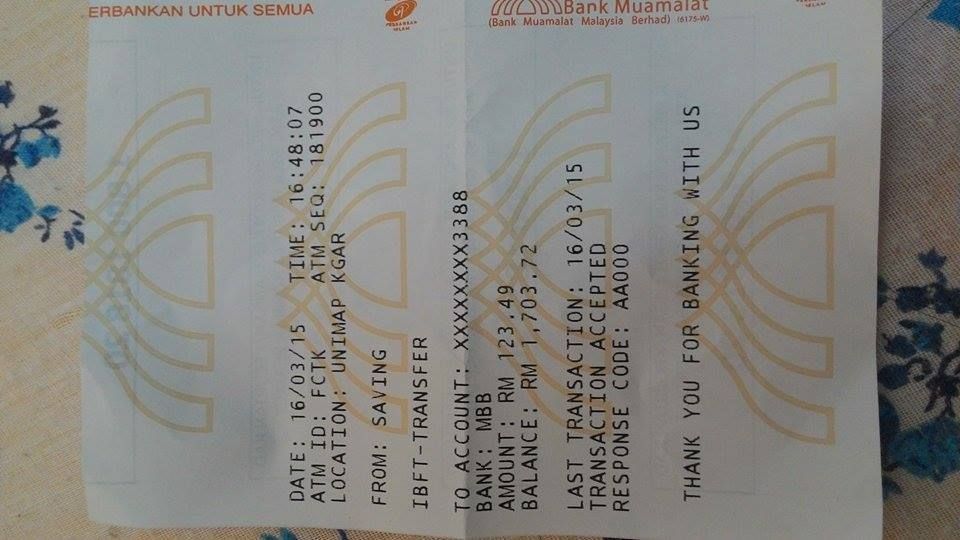 ERBANKAN UNTUK SEMUA
Bank Muamalat
(Bank Muamalat Malaysia Berhad) (6175-W)
DATE: 16/03/15 TIME: 16:48:07
ATM ID: FCTK ATM SEQ: 181900
LOCATION: UNIMAP KGAR
FROM: SAVING
IBFT-TRANSFER
TO ACCOUNT: XXXXXXXX3388
BANK: MBB
AMOUNT: RM 123.49
BALANCE: RM 1,703.72
LAST TRANSACTION: 16/03/15
TRANSACTION ACCEPTED
RESPONSE CODE: AA000
THANK YOU FOR BANKING WITH US